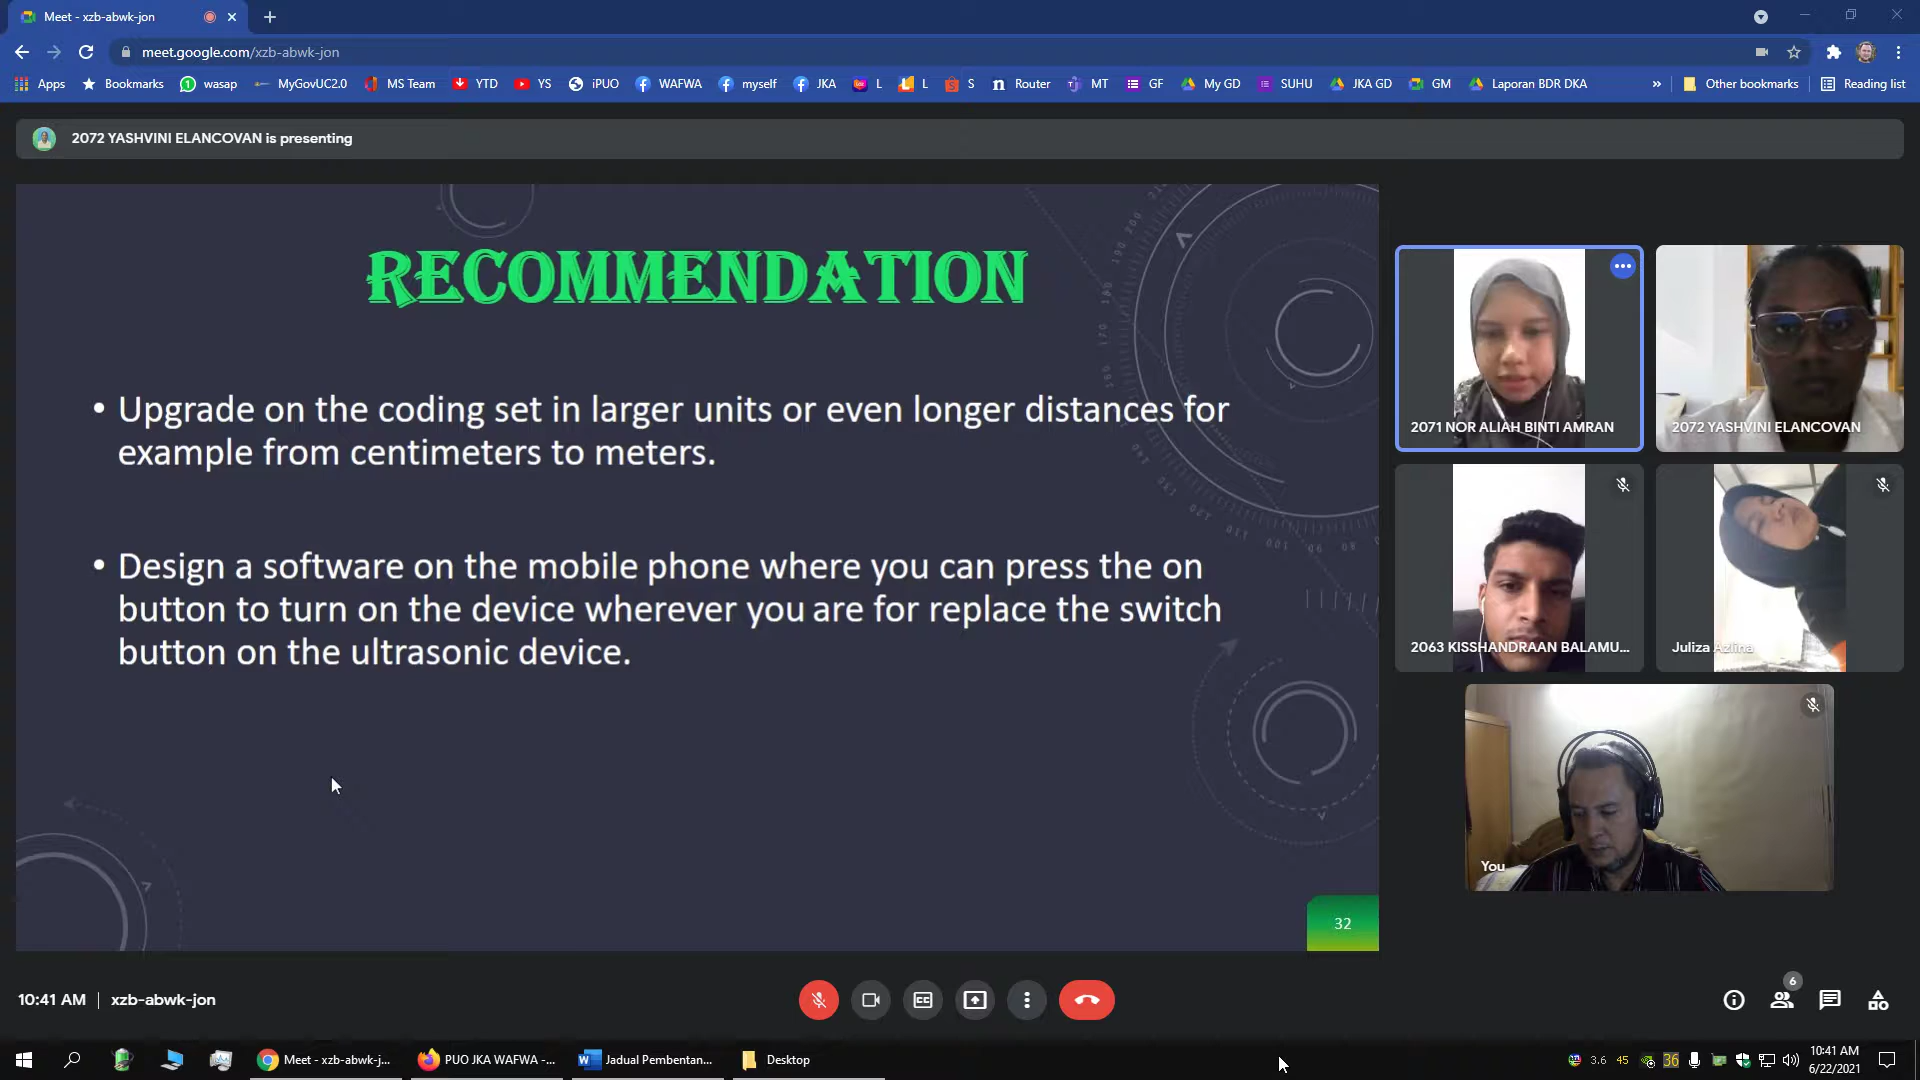 Meet - xzb-abwk-jon
meet.google.com/xzb-abwk-jon
Apps Bookmarks wasap MyGovUC2.0 MS Team YTD YS iPUO WAFWA myself JKA L L S Router MT GF My GD SUHU JKA GD GM Laporan BDR DKA » Other bookmarks Reading list
2072 YASHVINI ELANCOVAN is presenting
RECOMMENDATION
• Upgrade on the coding set in larger units or even longer distances for
example from centimeters to meters.
• Design a software on the mobile phone where you can press the on
button to turn on the device wherever you are for replace the switch
button on the ultrasonic device.
32
2071 NOR ALIAH BINTI AMRAN
2072 YASHVINI ELANCOVAN
2063 KISSHANDRAAN BALAMU...
Juliza Azlina
You
10:41 AM | xzb-abwk-jon
CC
6
Meet - xzb-abwk-j... PUO JKA WAFWA -... Jadual Pembentan... Desktop
3.6 45 36
10:41 AM
6/22/2021